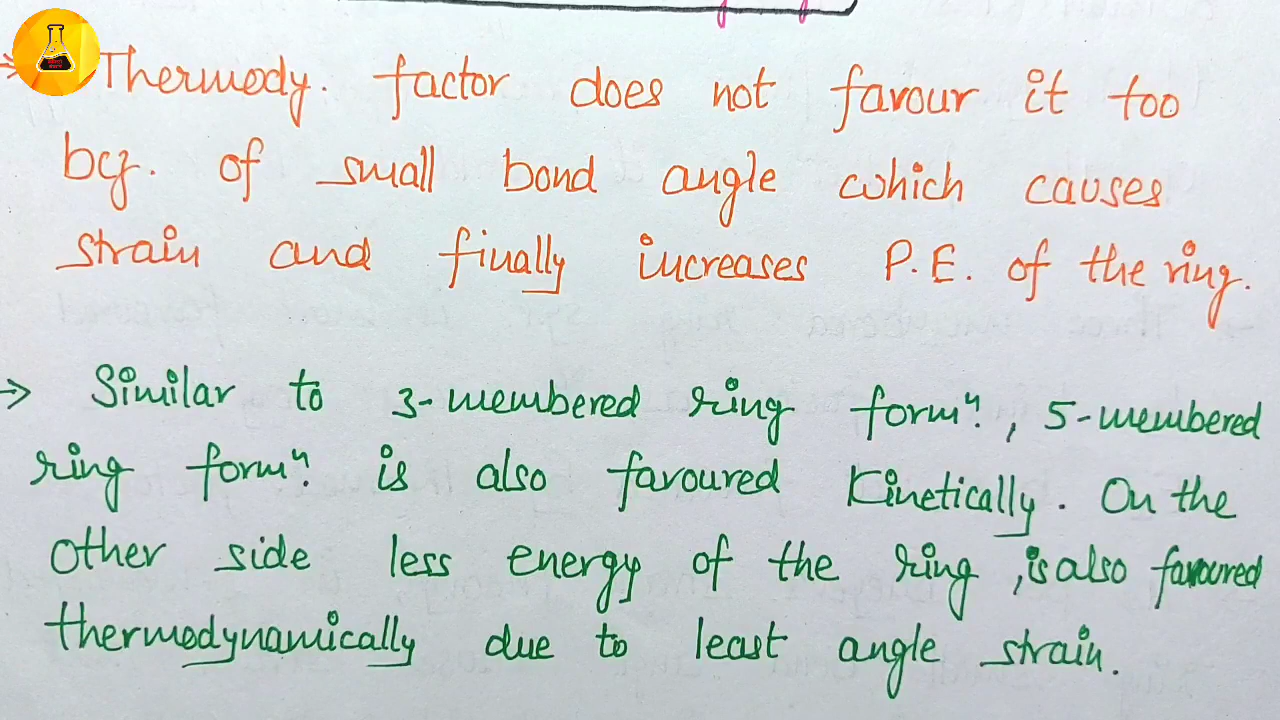 → Thermody. factor does not favour it too
bcz. of small bond angle which causes
strain and finally increases P.E. of the ring.
→ Similar to 3-membered ring formⁿ., 5-membered
ring formⁿ. is also favoured Kinetically. On the
other side less energy of the ring, is also favoured
thermodynamically due to least angle strain.